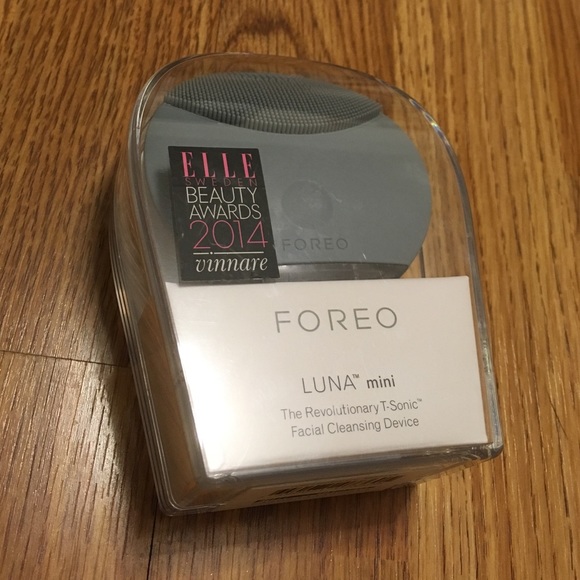 ELLE
SWEDEN
BEAUTY
AWARDS
2014
vinnare
FOREO
FOREO
LUNA™ mini
The Revolutionary T-Sonic™
Facial Cleansing Device